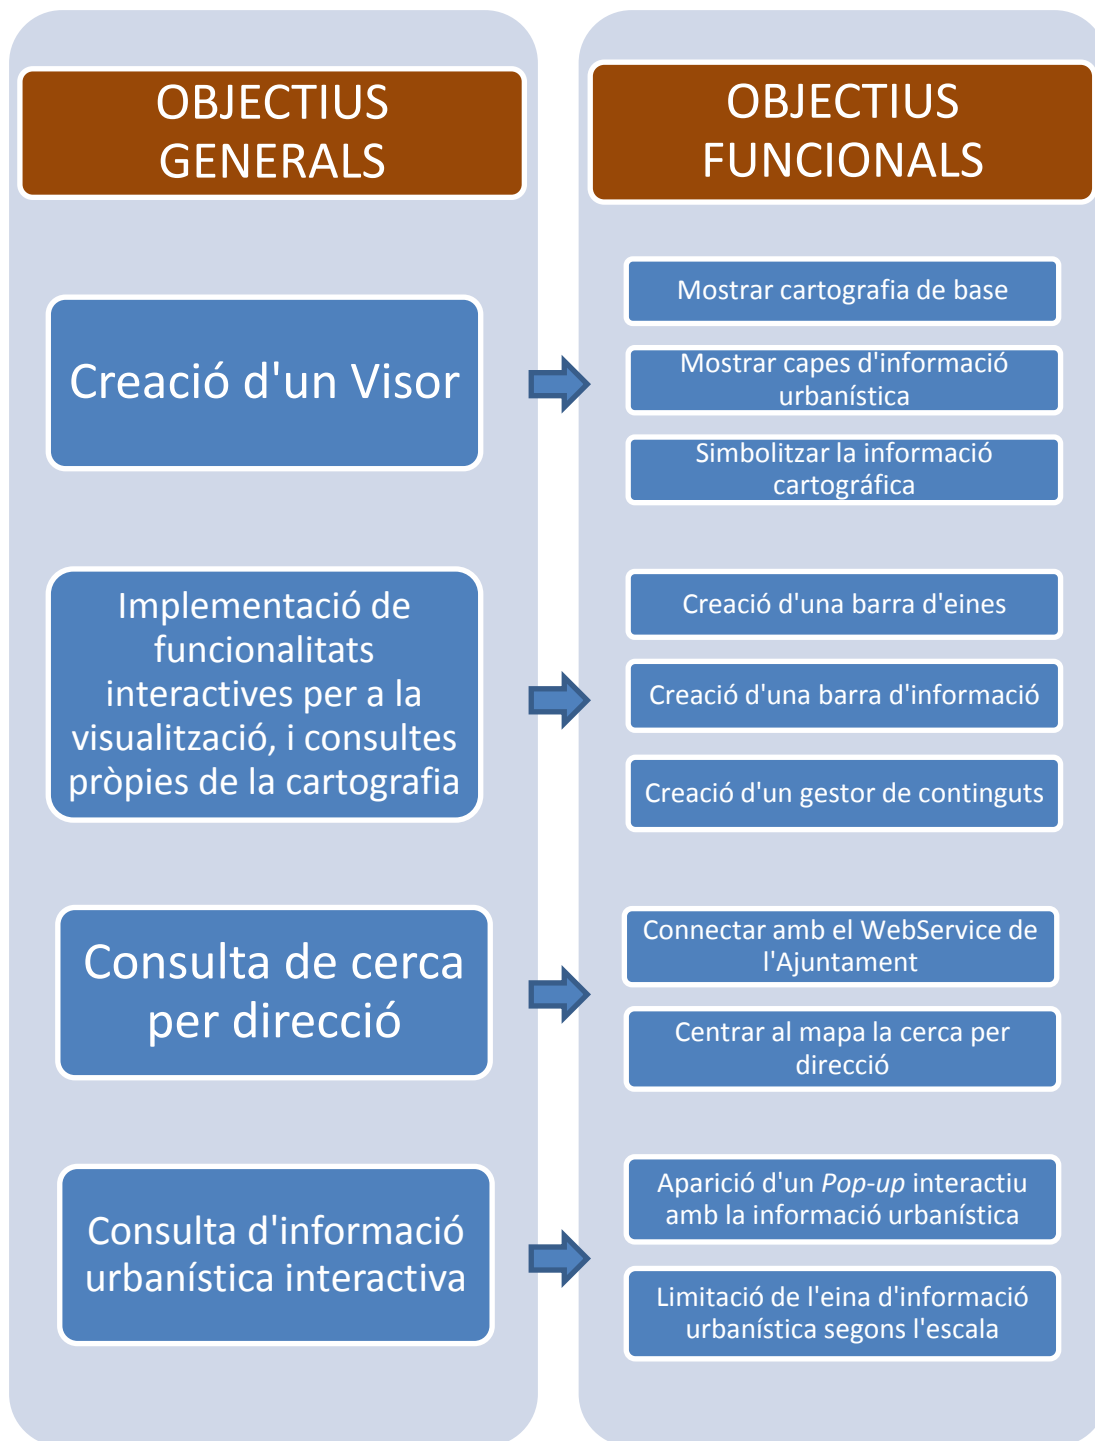 OBJECTIUS
GENERALS
OBJECTIUS
FUNCIONALS
Creació d'un Visor
Mostrar cartografia de base
Mostrar capes d'informació
urbanística
Simbolitzar la informació
cartográfica
Implementació de
funcionalitats
interactives per a la
visualització, i consultes
pròpies de la cartografia
Creació d'una barra d'eines
Creació d'una barra d'informació
Creació d'un gestor de continguts
Consulta de cerca
per direcció
Connectar amb el WebService de
l'Ajuntament
Centrar al mapa la cerca per
direcció
Consulta d'informació
urbanística interactiva
Aparició d'un Pop-up interactiu
amb la informació urbanística
Limitació de l'eina d'informació
urbanística segons l'escala